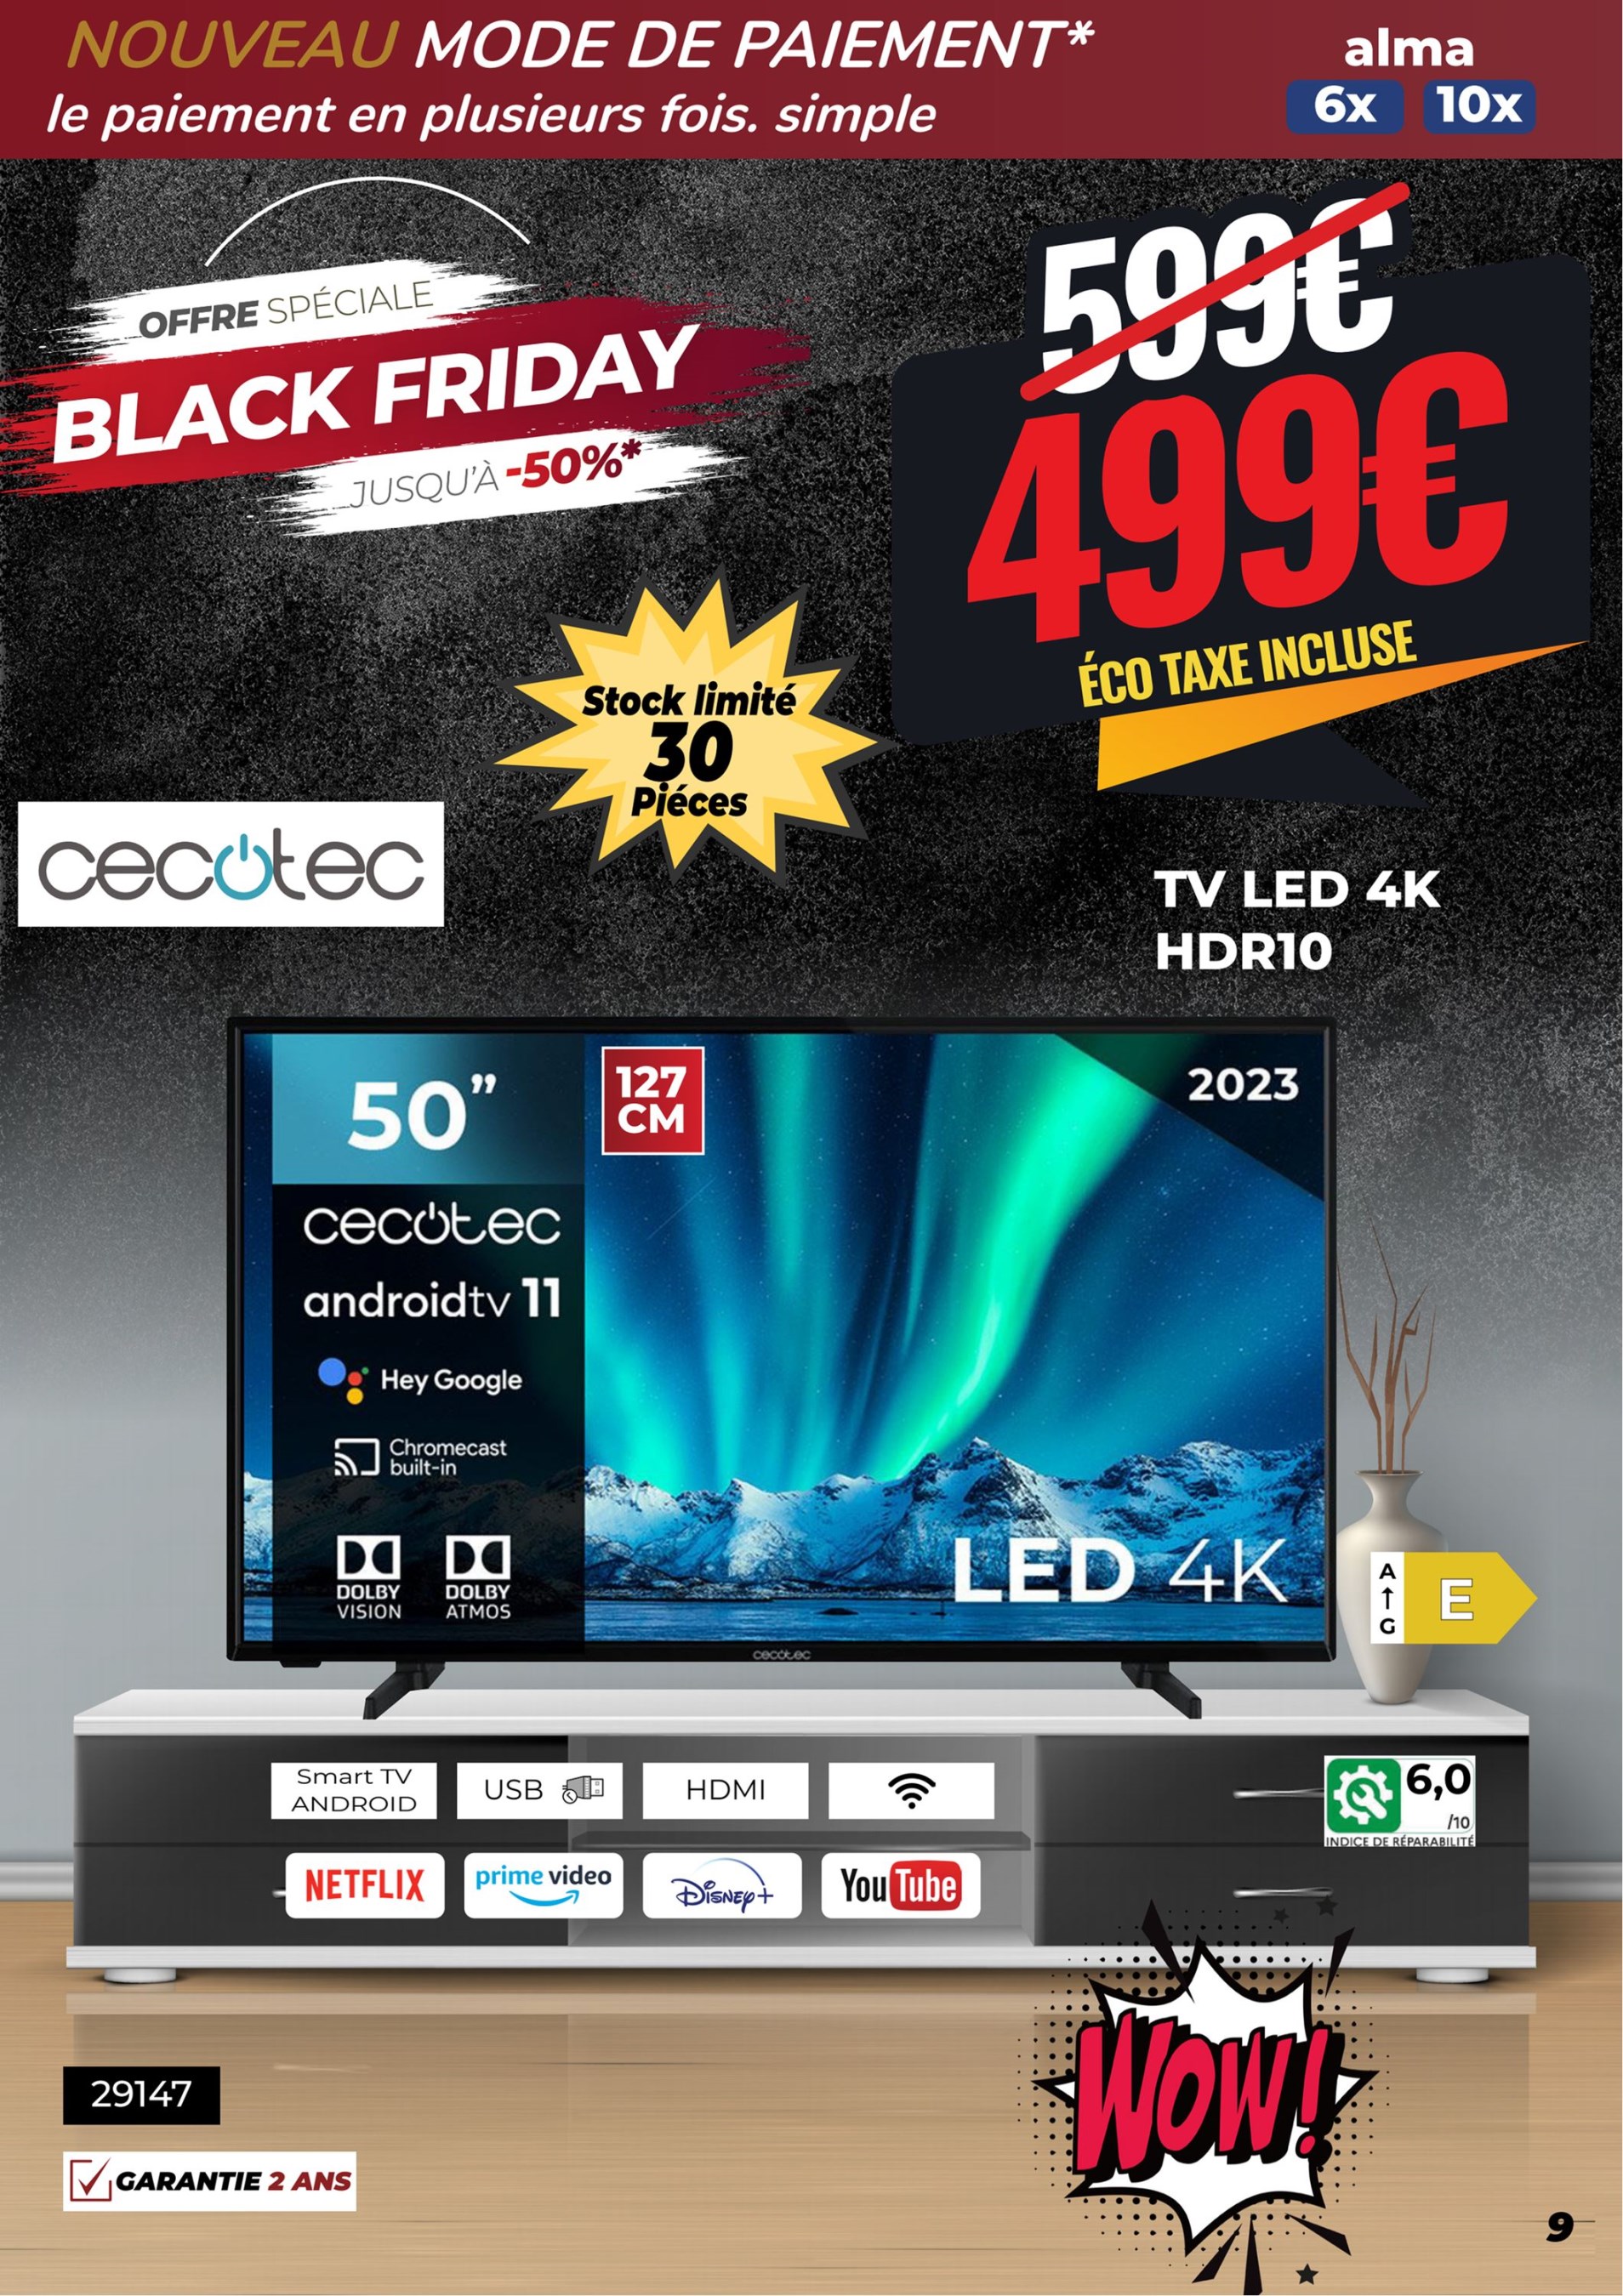 NOUVEAU MODE DE PAIEMENT*
le paiement en plusieurs fois. simple
alma
6x 10x
OFFRE SPÉCIALE
BLACK FRIDAY
JUSQU'À -50%*
599€
499€
ÉCO TAXE INCLUSE
Stock limité
30
Piéces
cecotec
TV LED 4K
HDR10
50”
127
CM
2023
cecotec
androidtv 11
Hey Google
Chromecast
built-in
DOLBY
VISION
DOLBY
ATMOS
LED 4K
cecotec
A
G
E
Smart TV
ANDROID
USB
HDMI
6,0
/10
INDICE DE RÉPARABILITÉ
NETFLIX
prime video
Disney+
YouTube
WOW!
29147
GARANTIE 2 ANS
9